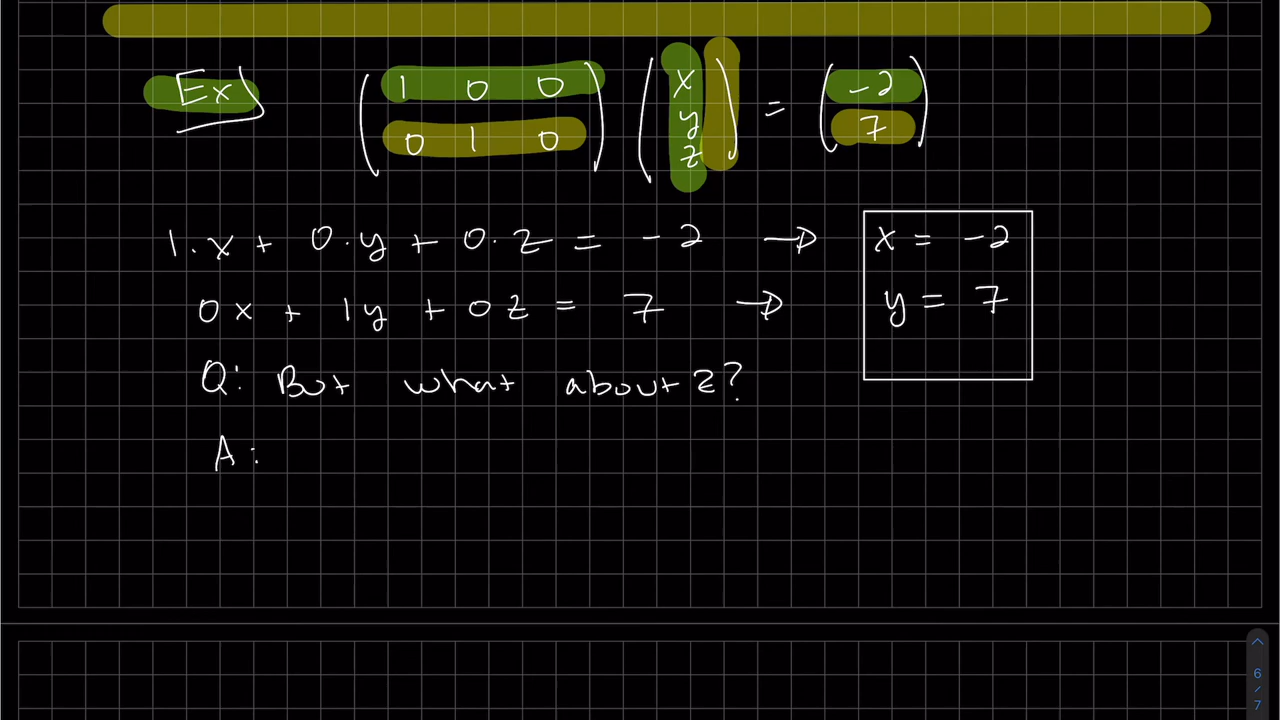 Ex) ( 1 0 0 ) ( x ) = ( -2 )
( 0 1 0 ) ( y ) ( 7 )
( z )
1·x + 0·y + 0·z = -2 → x = -2
0x + 1y + 0z = 7 → y = 7
Q: But what about z?
A:
6
/
7